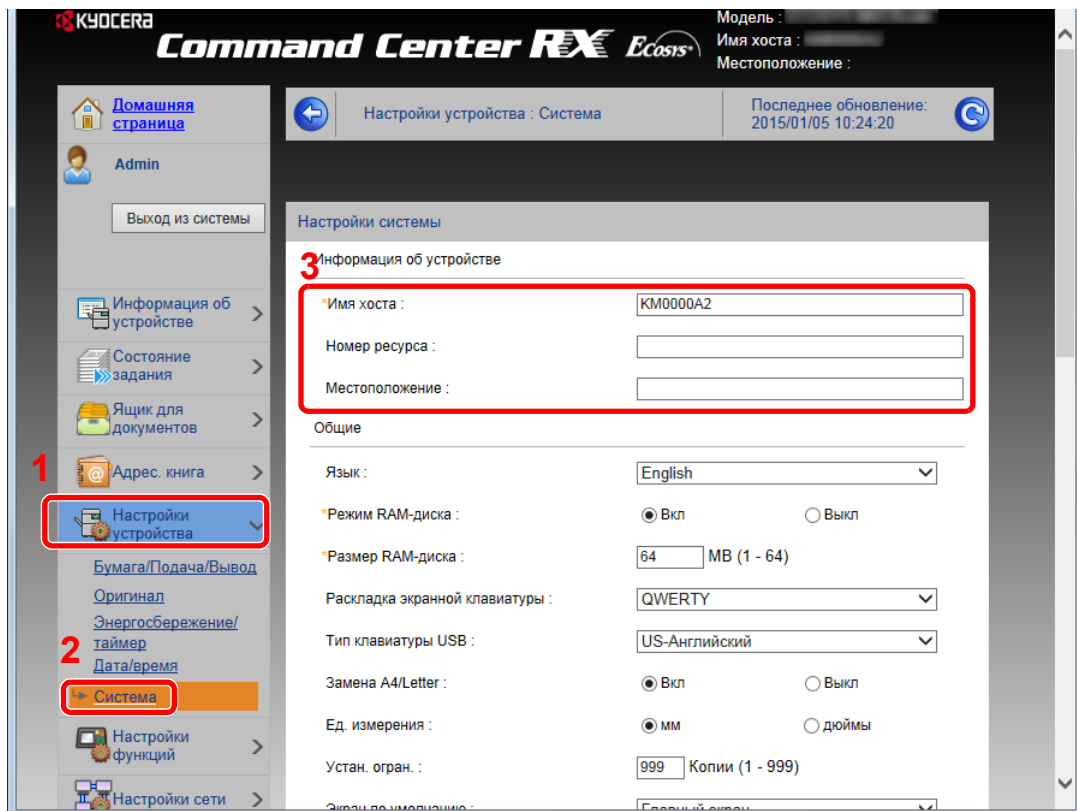 KYOCERA
Command Center RX Ecosys
Модель :
Имя хоста :
Местоположение :
Домашняя
страница
Настройки устройства : Система
Последнее обновление:
2015/01/05 10:24:20
Admin
Выход из системы
Настройки системы
Информация об устройстве
3
*Имя хоста :
KM0000A2
Номер ресурса :
Местоположение :
Общие
Язык :
English
*Режим RAM-диска :
Вкл
Выкл
*Размер RAM-диска :
64
MB (1 - 64)
Раскладка экранной клавиатуры :
QWERTY
Тип клавиатуры USB :
US-Английский
Замена A4/Letter :
Вкл
Выкл
Ед. измерения :
мм
дюймы
Устан. огран. :
999
Копии (1 - 999)
Экран по умолчанию :
Главный экран
Информация об
устройстве
Состояние
задания
Ящик для
документов
1
Адрес. книга
Настройки
устройства
Бумага/Подача/Вывод
Оригинал
Энергосбережение/
таймер
2
Дата/время
Система
Настройки
функций
Настройки сети